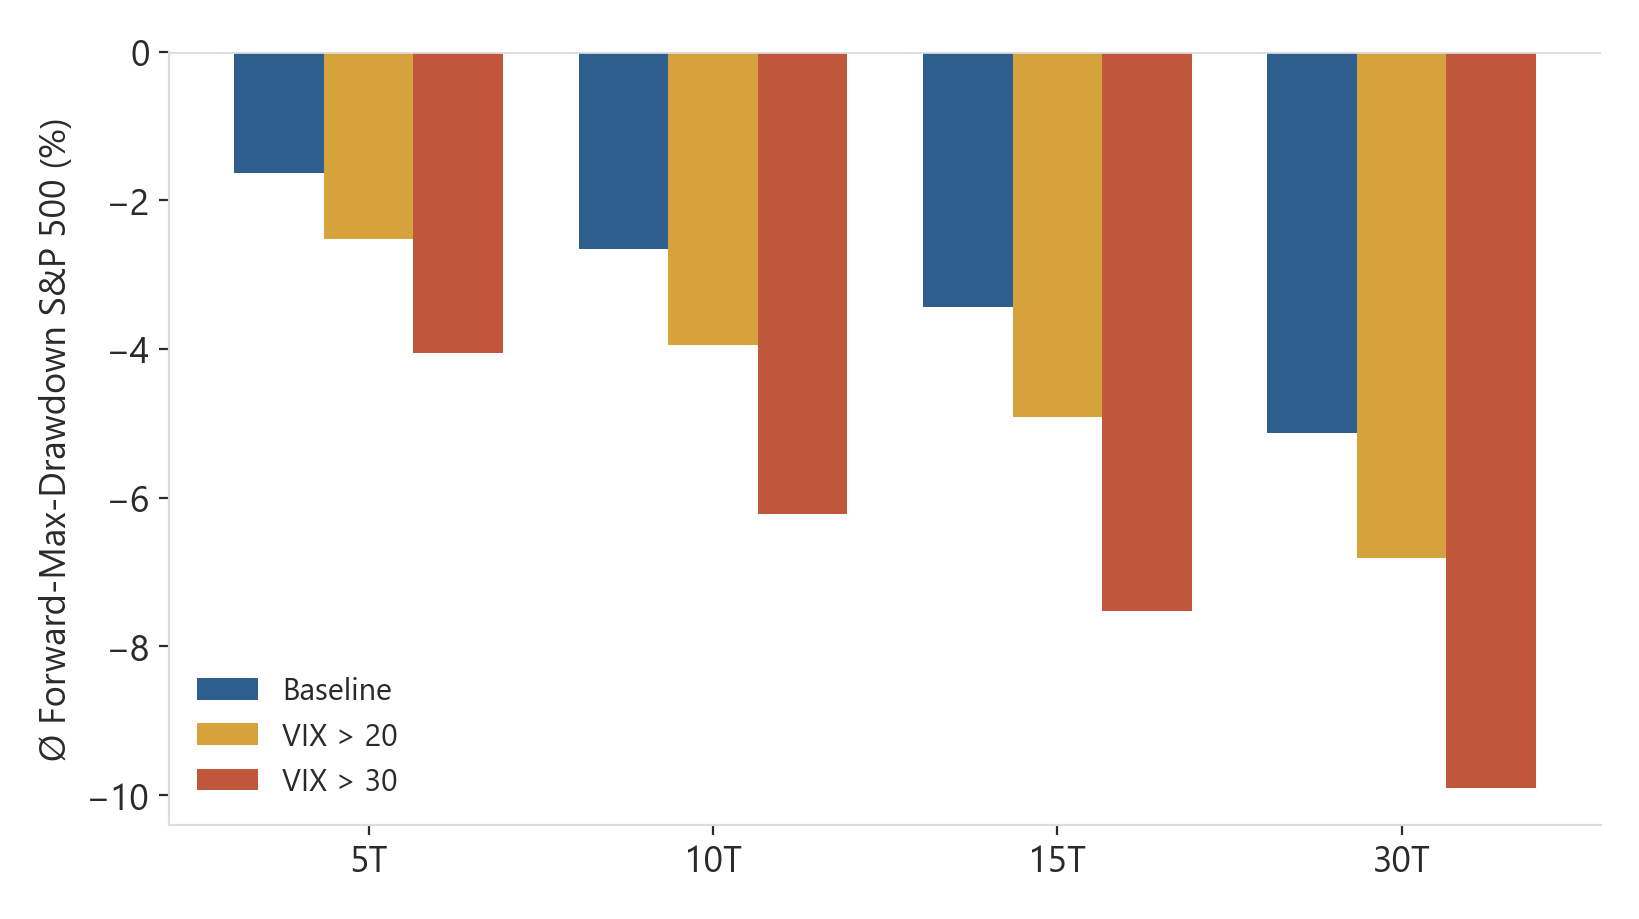 Ø Forward-Max-Drawdown S&P 500 (%)
0
−2
−4
−6
−8
−10
Baseline
VIX > 20
VIX > 30
5T
10T
15T
30T